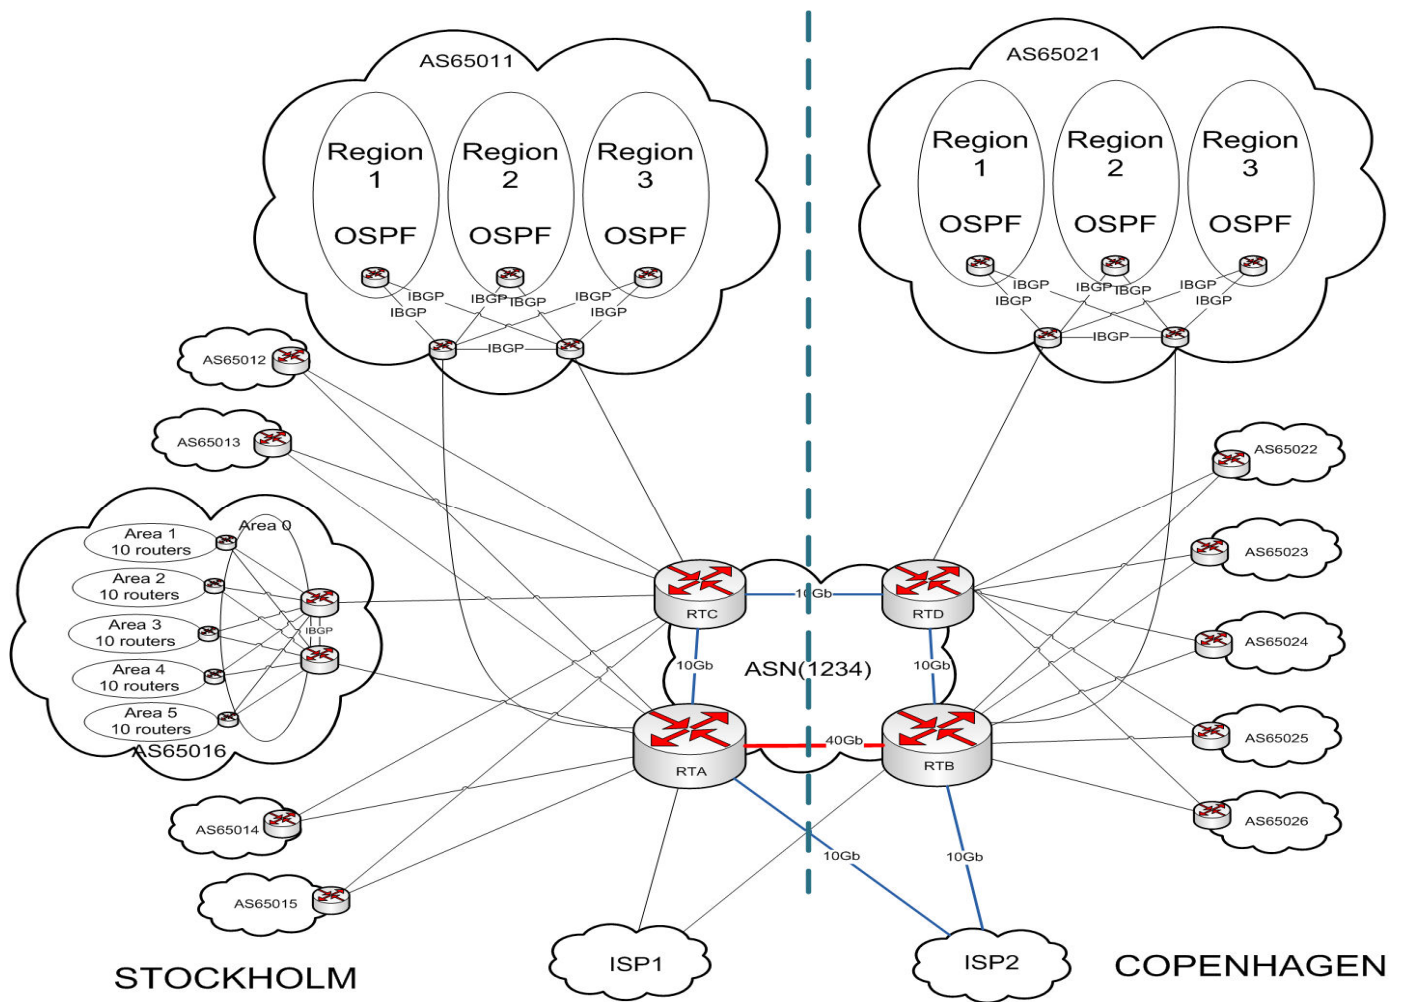 AS65011
Region
1
OSPF
Region
2
OSPF
Region
3
OSPF
IBGP
IBGP
IBGP
IBGP
IBGP
IBGP
IBGP
AS65021
Region
1
OSPF
Region
2
OSPF
Region
3
OSPF
IBGP
IBGP
IBGP
IBGP
IBGP
IBGP
IBGP
AS65012
AS65013
Area 0
Area 1
10 routers
Area 2
10 routers
Area 3
10 routers
Area 4
10 routers
Area 5
10 routers
IBGP
AS65016
AS65014
AS65015
RTC
10Gb
RTD
10Gb
ASN(1234)
10Gb
RTA
40Gb
RTB
10Gb
10Gb
AS65022
AS65023
AS65024
AS65025
AS65026
ISP1
ISP2
STOCKHOLM
COPENHAGEN